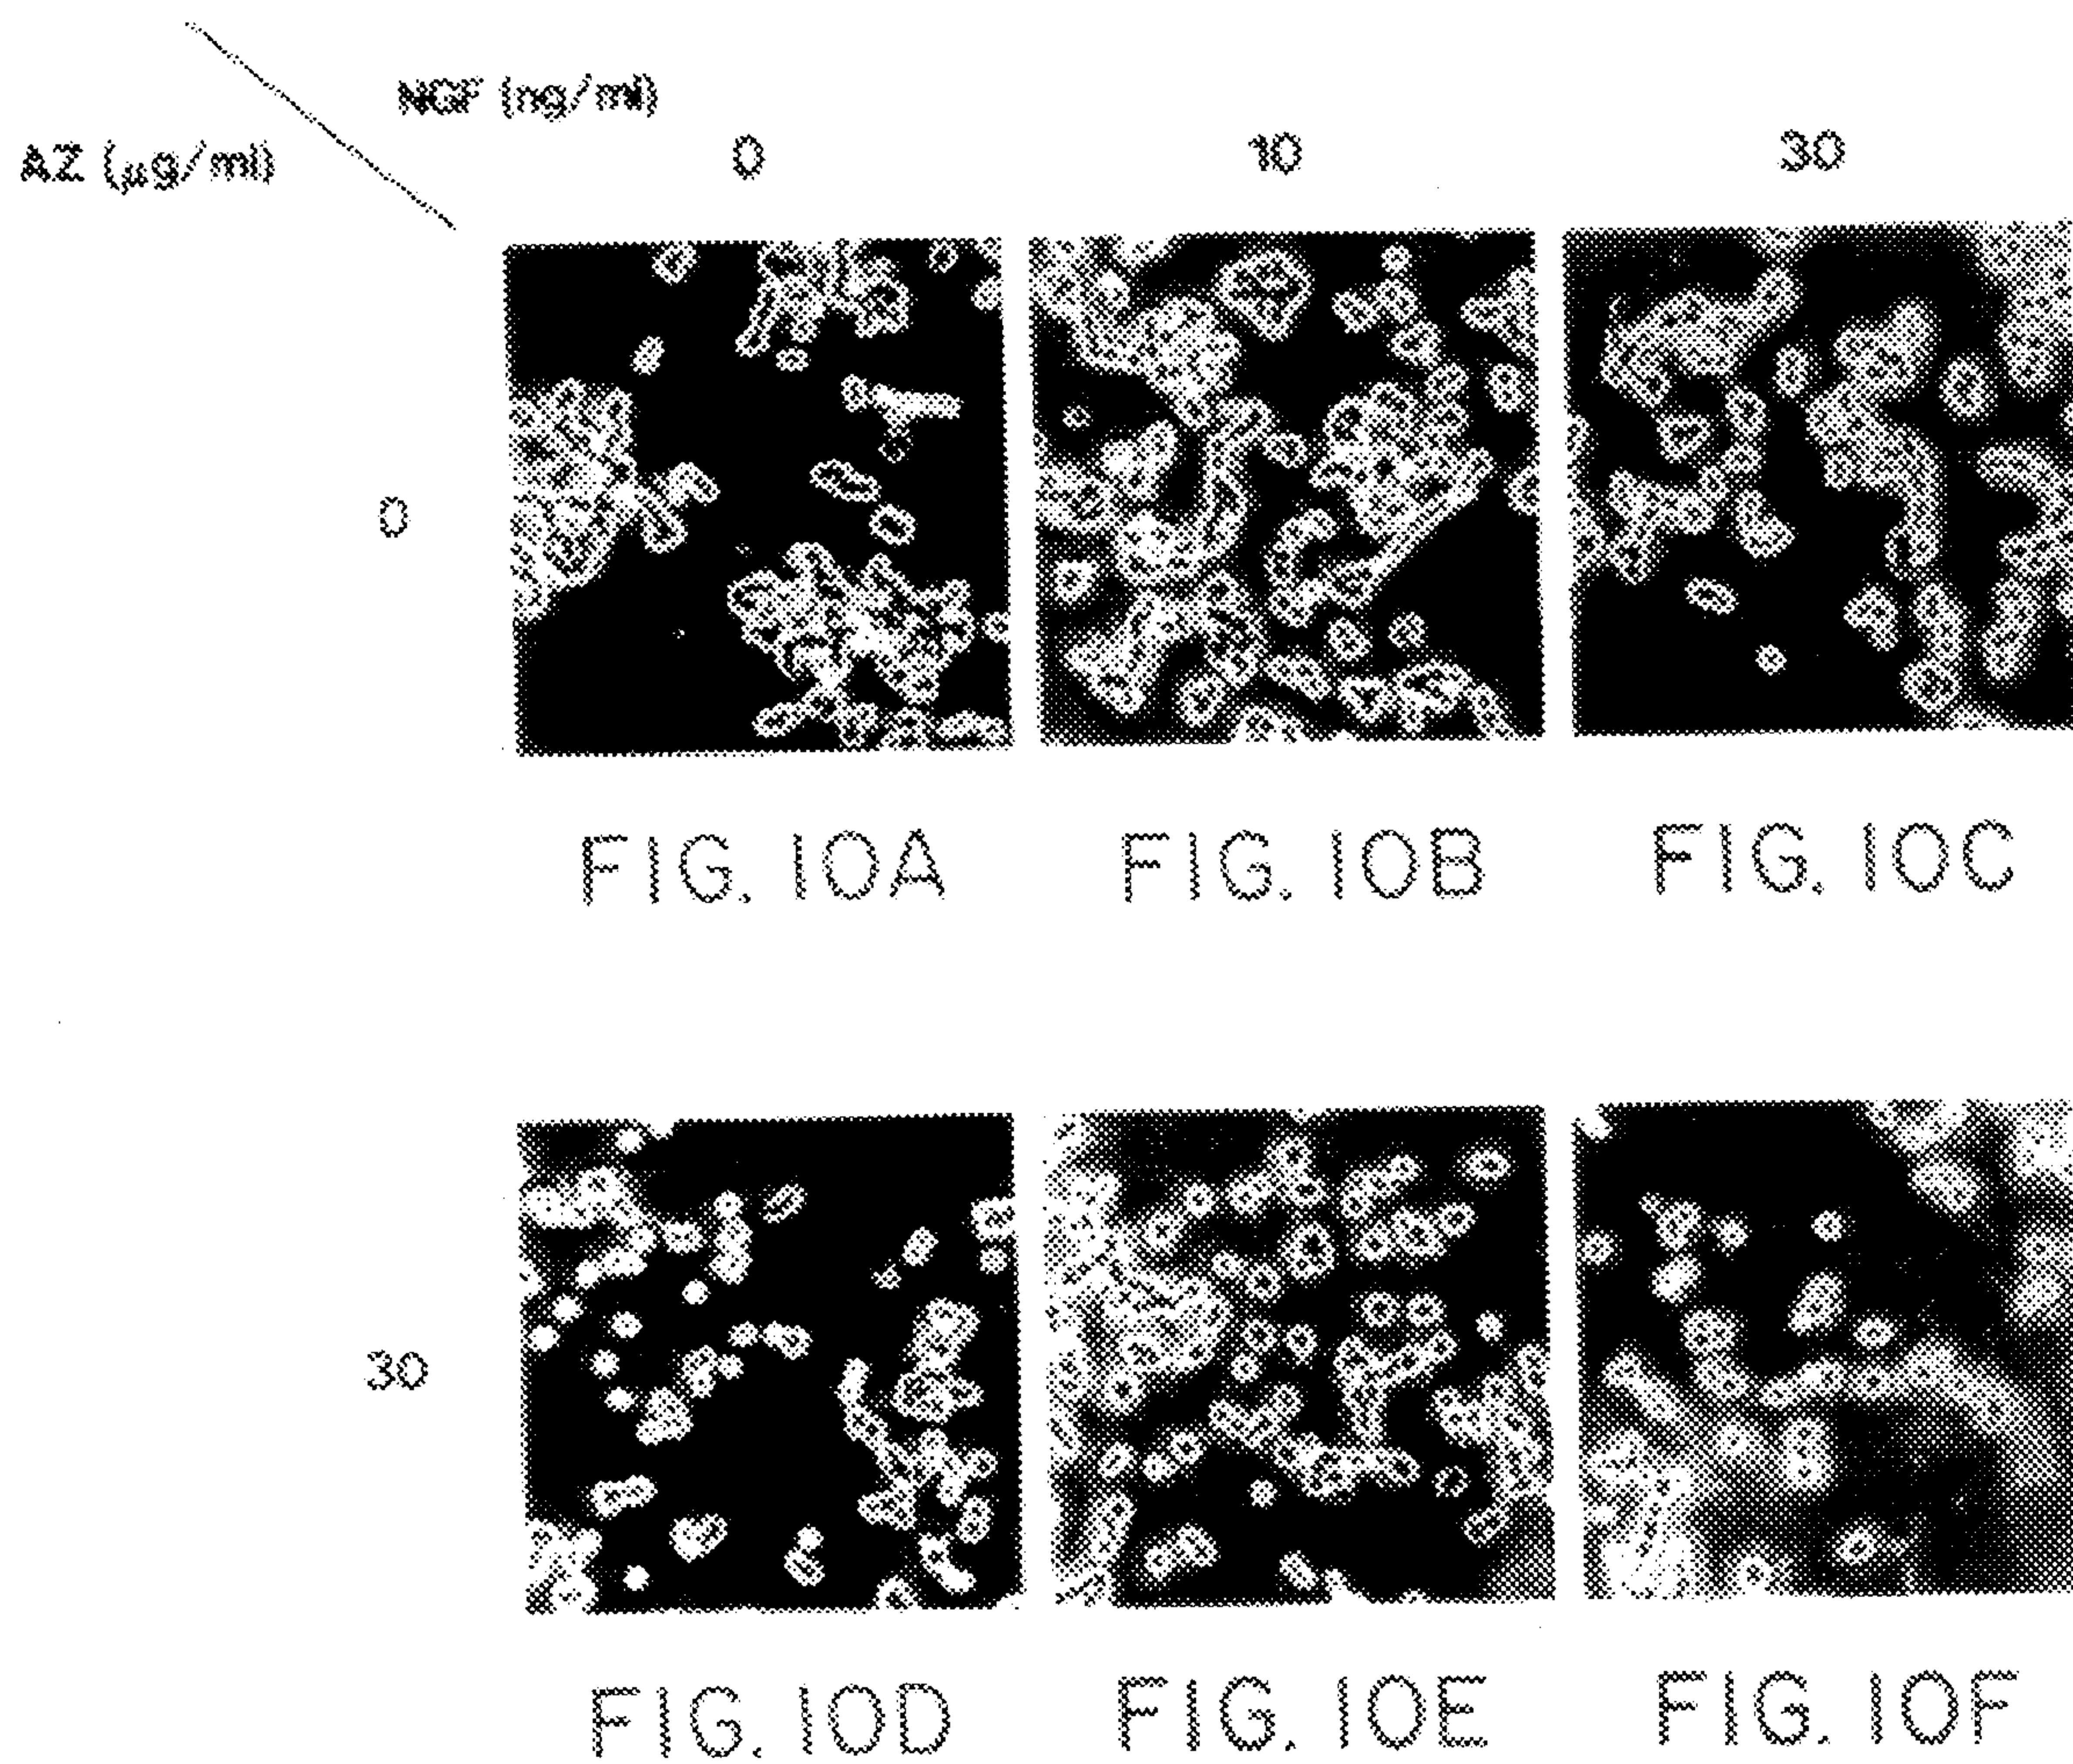 NGF (ng/ml)
AZ (μg/ml)
0 10 30
0
FIG. 10A FIG. 10B FIG. 10C
30
FIG. 10D FIG. 10E FIG. 10F